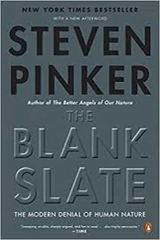 NEW YORK TIMES BESTSELLER
WITH A NEW AFTERWORD
STEVEN
PINKER
Author of The Better Angels of Our Nature
THE
BLANK
SLATE
THE MODERN DENIAL OF HUMAN NATURE
—TIME